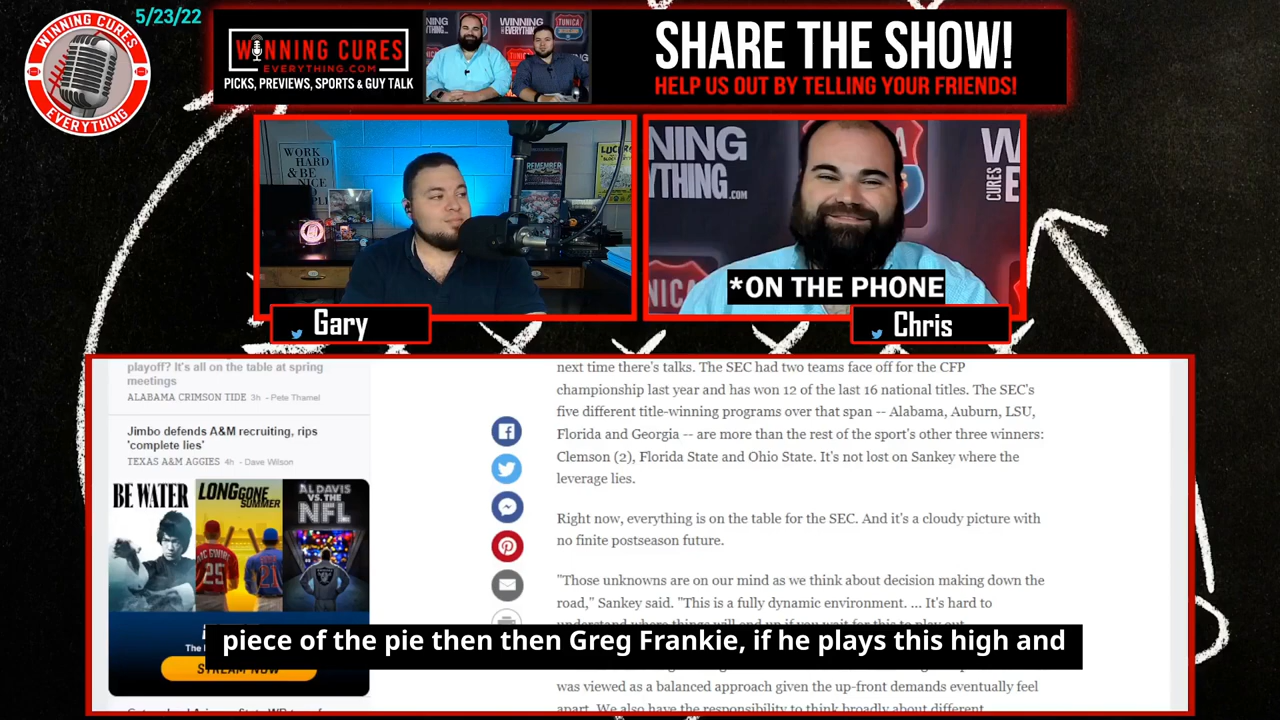 5/23/22
WINNING CURES
EVERYTHING
WINNING CURES
EVERYTHING.COM
PICKS, PREVIEWS, SPORTS & GUY TALK
SHARE THE SHOW!
HELP US OUT BY TELLING YOUR FRIENDS!
WORK
HARD
& BE
NICE
REMEMBER
NING
YTHING.COM
W
CURES
E
TUNICA
*ON THE PHONE
Gary
Chris
playoff? It's all on the table at spring
meetings
ALABAMA CRIMSON TIDE 3h - Pete Thamel
Jimbo defends A&M recruiting, rips
'complete lies'
TEXAS A&M AGGIES 4h - Dave Wilson
BE WATER
LONG GONE
SUMMER
AL DAVIS
VS. THE
NFL
McGWIRE
25
21
STREAM NOW
next time there's talks. The SEC had two teams face off for the CFP
championship last year and has won 12 of the last 16 national titles. The SEC's
five different title-winning programs over that span -- Alabama, Auburn, LSU,
Florida and Georgia -- are more than the rest of the sport's other three winners:
Clemson (2), Florida State and Ohio State. It's not lost on Sankey where the
leverage lies.
Right now, everything is on the table for the SEC. And it's a cloudy picture with
no finite postseason future.
"Those unknowns are on our mind as we think about decision making down the
road," Sankey said. "This is a fully dynamic environment. ... It's hard to
piece of the pie then then Greg Frankie, if he plays this high and
was viewed as a balanced approach given the up-front demands eventually feel
apart. We also have the responsibility to think broadly about different